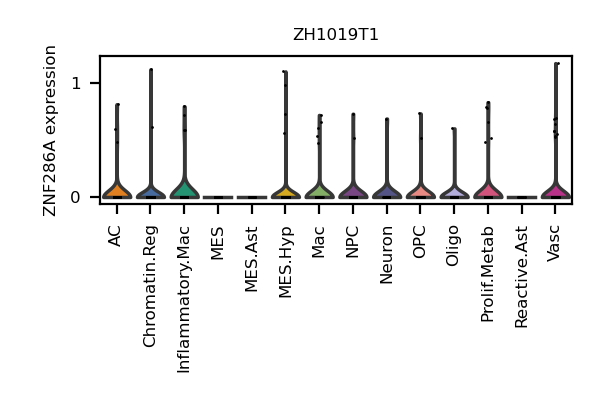 ZH1019T1
ZNF286A expression
1
0
AC
Chromatin.Reg
Inflammatory.Mac
MES
MES.Ast
MES.Hyp
Mac
NPC
Neuron
OPC
Oligo
Prolif.Metab
Reactive.Ast
Vasc